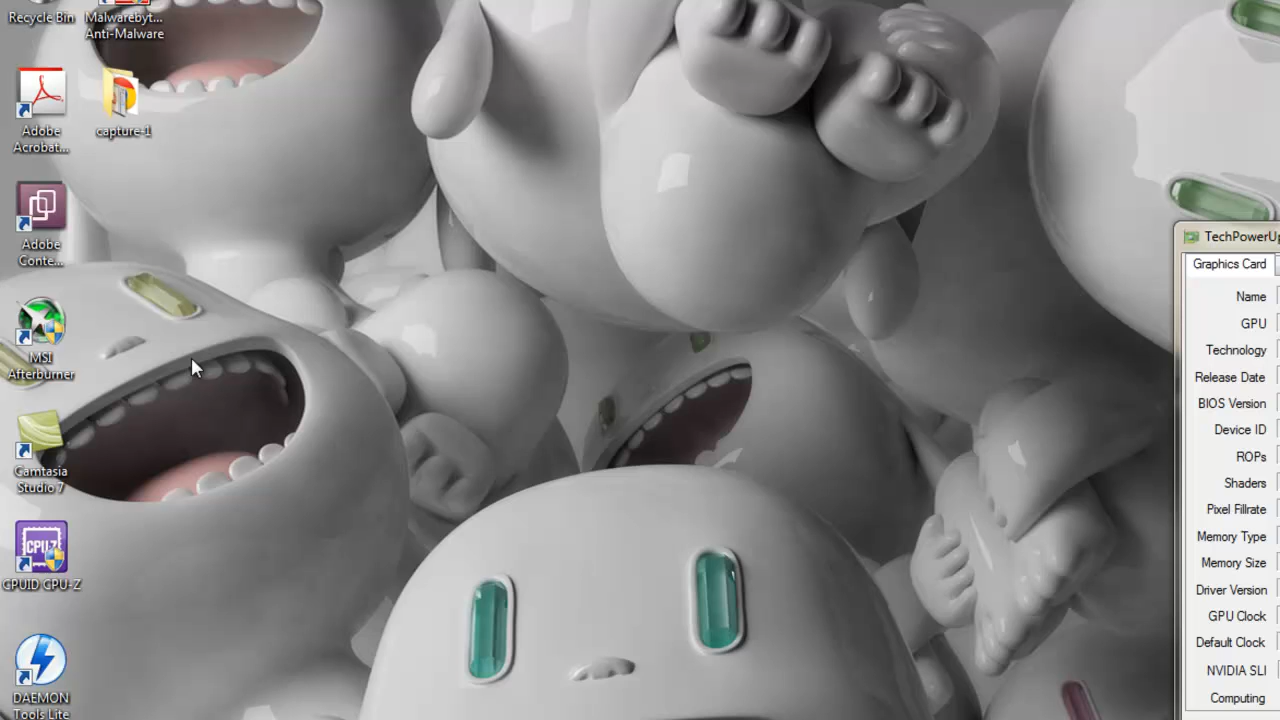 Recycle Bin
Malwarebyt...
Anti-Malware
Adobe
Acrobat...
capture-1
Adobe
Conte...
MSI
Afterburner
Camtasia
Studio 7
CPU-Z
CPUID CPU-Z
DAEMON
Tools Lite
TechPowerUp
Graphics Card
Name
GPU
Technology
Release Date
BIOS Version
Device ID
ROPs
Shaders
Pixel Fillrate
Memory Type
Memory Size
Driver Version
GPU Clock
Default Clock
NVIDIA SLI
Computing